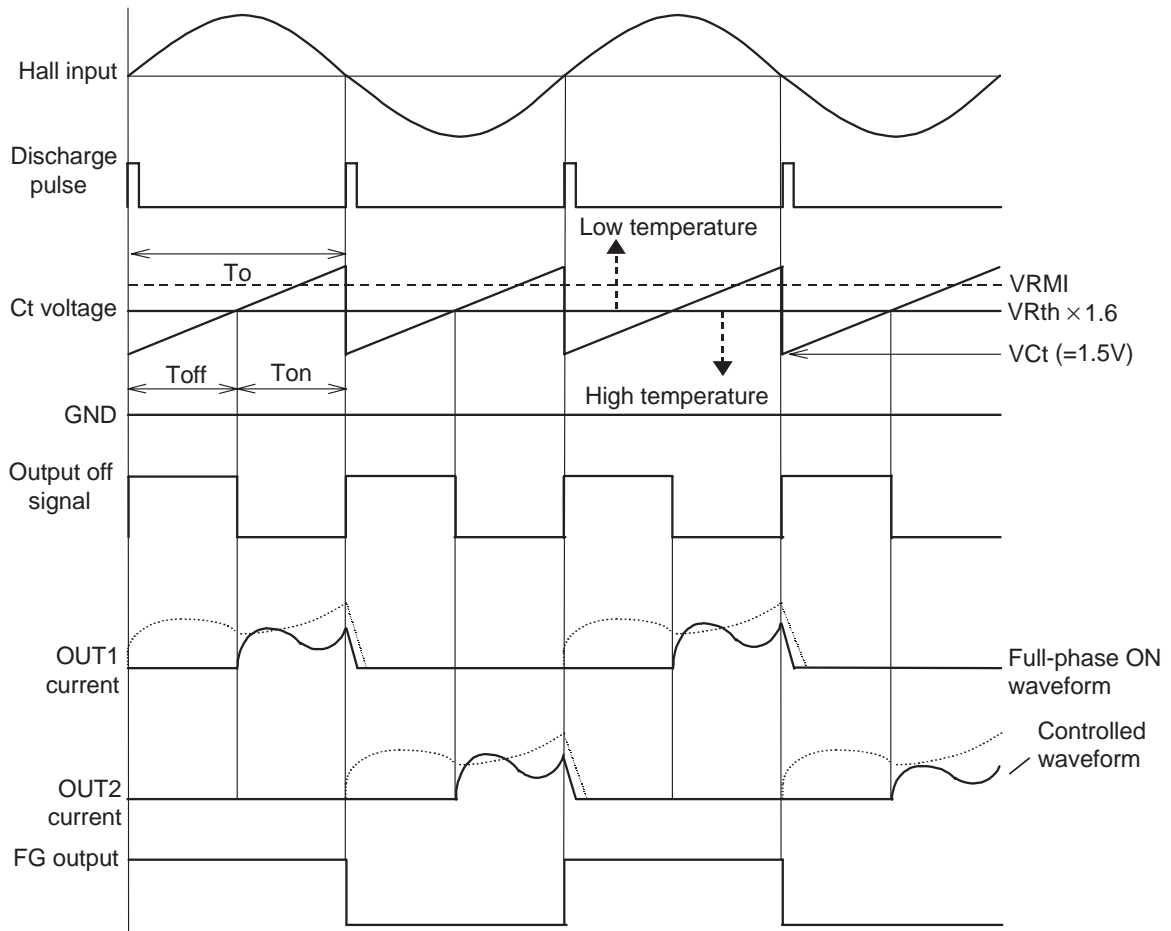 Hall input
Discharge
pulse
Low temperature
To
VRMI
Ct voltage
VRth × 1.6
VCt (=1.5V)
Toff
Ton
High temperature
GND
Output off
signal
OUT1
current
Full-phase ON
waveform
Controlled
waveform
OUT2
current
FG output